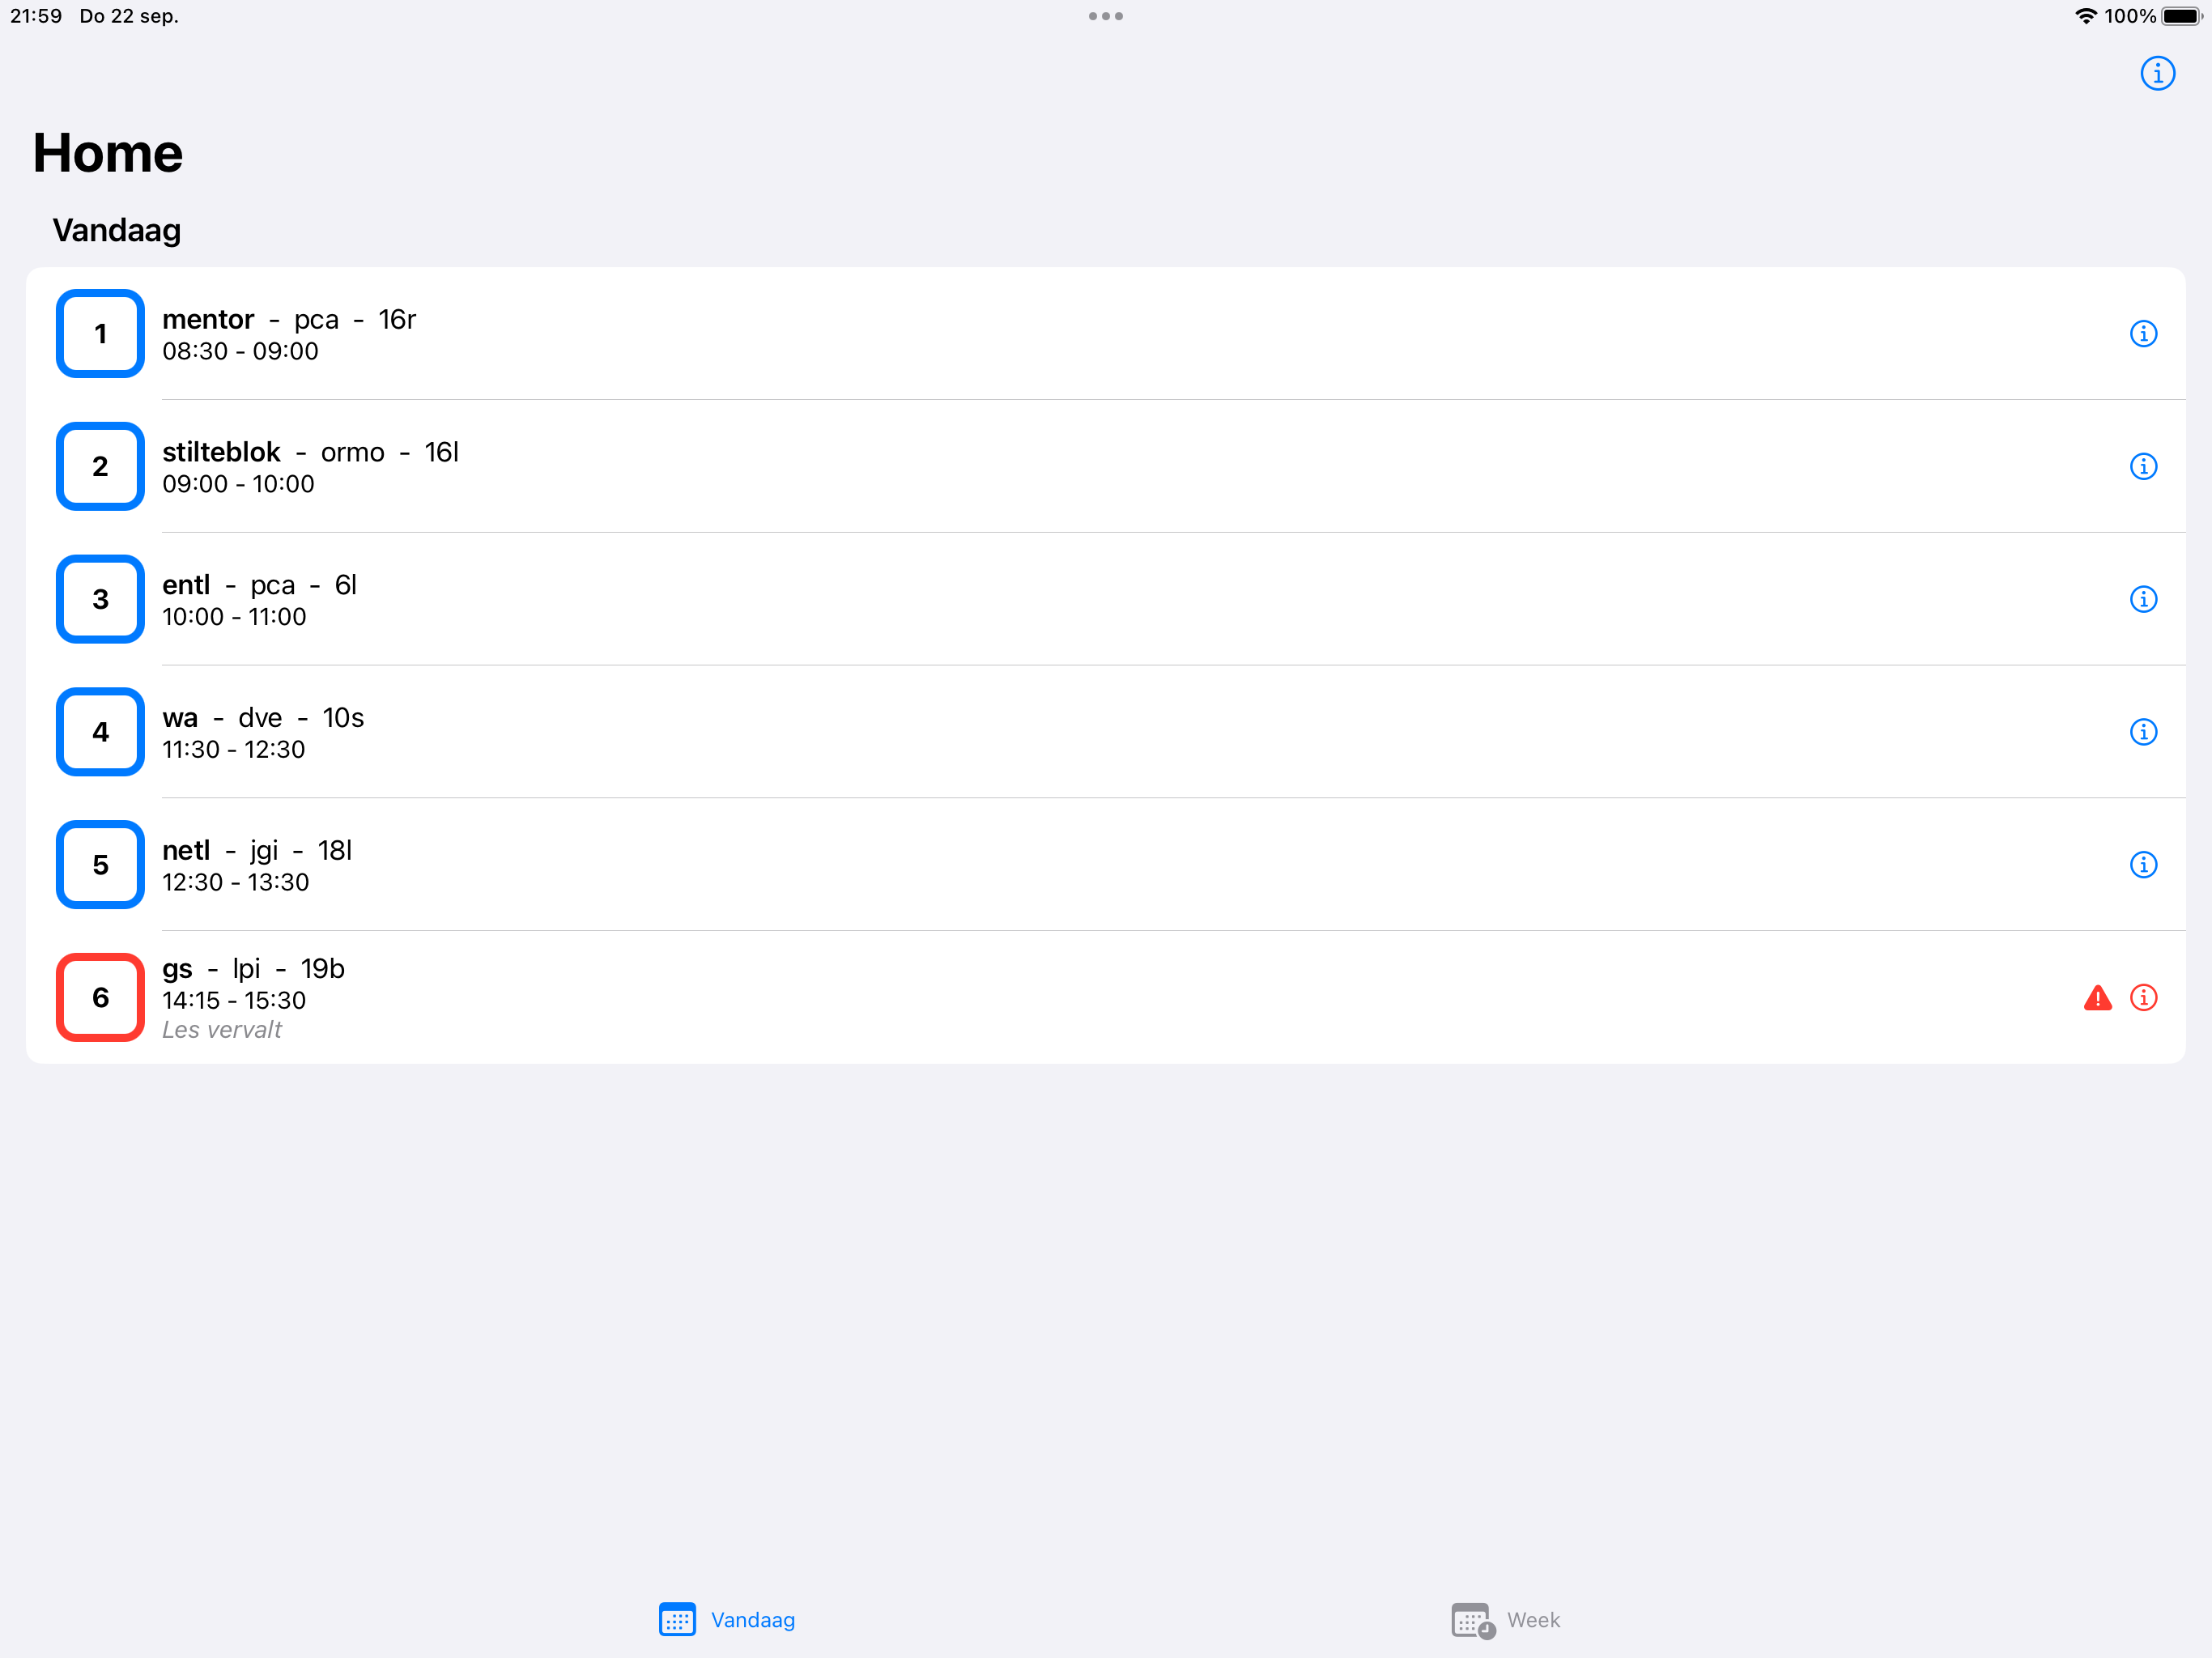 21:59 Do 22 sep.
100%
Home
Vandaag
1
mentor - pca - 16r
08:30 - 09:00
2
stilteblok - ormo - 16l
09:00 - 10:00
3
entl - pca - 6l
10:00 - 11:00
4
wa - dve - 10s
11:30 - 12:30
5
netl - jgi - 18l
12:30 - 13:30
6
gs - lpi - 19b
14:15 - 15:30
Les vervalt
Vandaag
Week